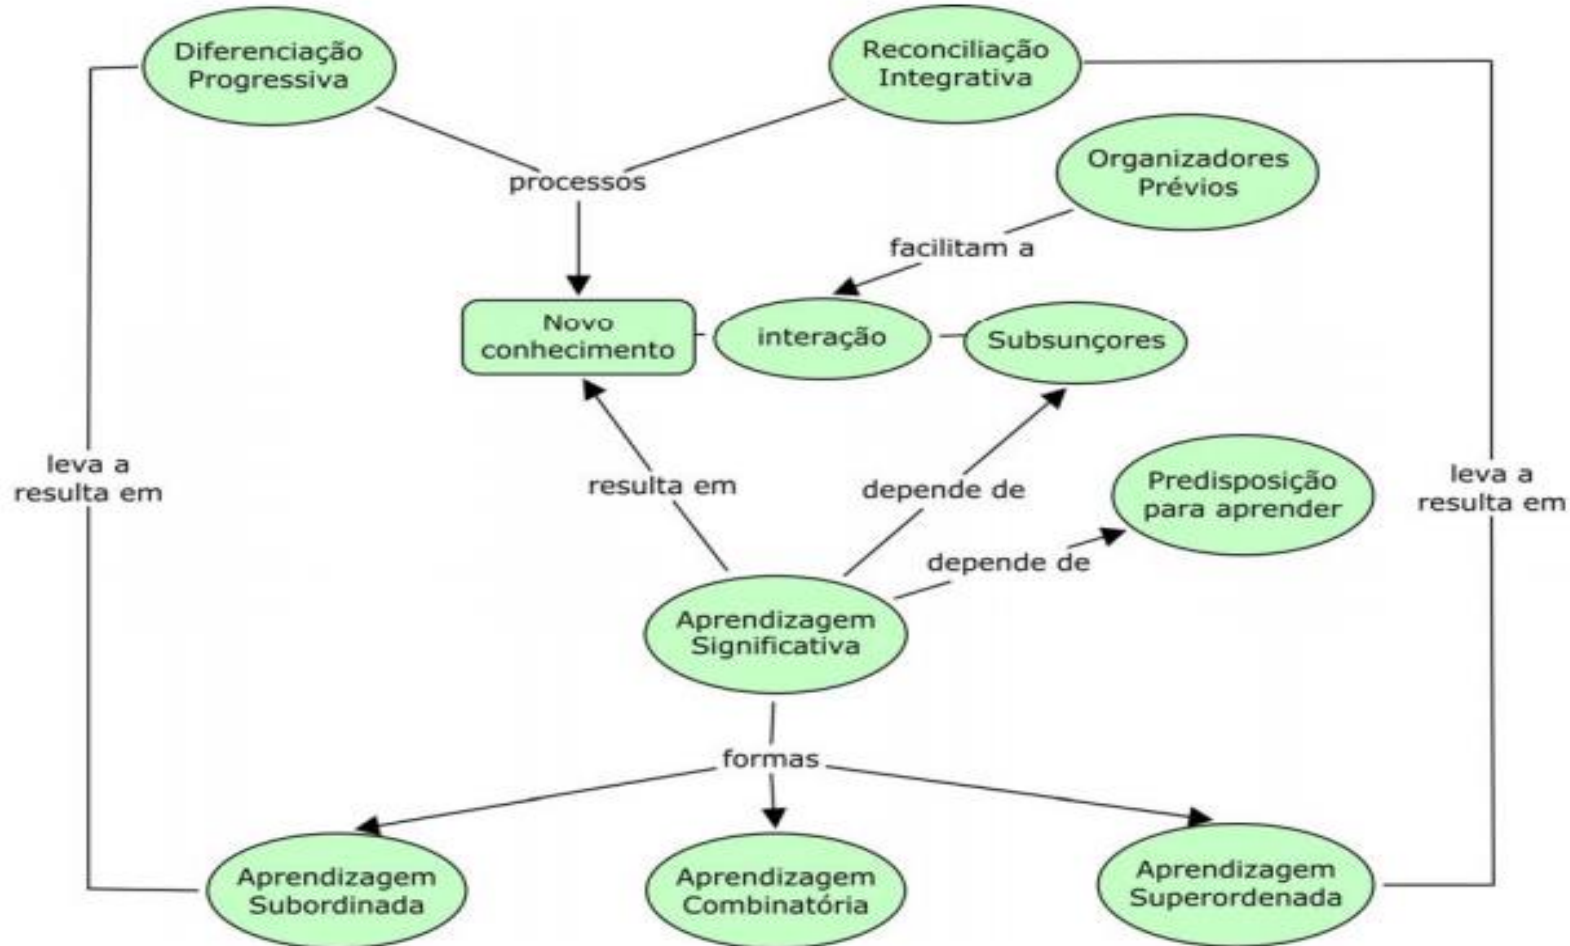 Diferenciação
Progressiva
Reconciliação
Integrativa
Organizadores
Prévios
processos
facilitam a
Novo
conhecimento
interação
Subsunçores
leva a
resulta em
resulta em
depende de
Predisposição
para aprender
leva a
resulta em
depende de
Aprendizagem
Significativa
formas
Aprendizagem
Subordinada
Aprendizagem
Combinatória
Aprendizagem
Superordenada